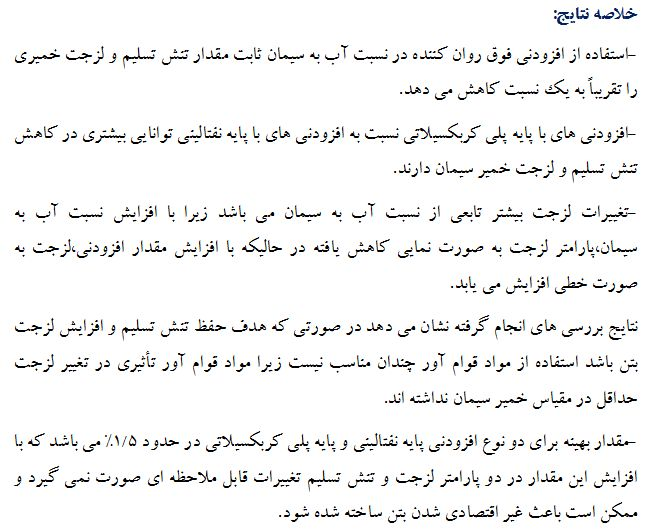 خلاصه نتایج:
–استفاده از افزودنی فوق روان کننده در نسبت آب به سیمان ثابت مقدار تنش تسلیم و لزجت خمیری
را تقریباً به یک نسبت کاهش می دهد.
–افزودنی های با پایه پلی کربکسیلاتی نسبت به افزودنی های با پایه نفتالینی توانایی بیشتری در کاهش
تنش تسلیم و لزجت خمیر سیمان دارند.
–تغییرات لزجت بیشتر تابعی از نسبت آب به سیمان می باشد زیرا با افزایش نسبت آب به
سیمان،پارامتر لزجت به صورت نمایی کاهش یافته در حالیکه با افزایش مقدار افزودنی،لزجت به
صورت خطی افزایش می یابد.
نتایج بررسی های انجام گرفته نشان می دهد در صورتی که هدف حفظ تنش تسلیم و افزایش لزجت
بتن باشد استفاده از مواد قوام آور چندان مناسب نیست زیرا مواد قوام آور تأثیری در تغییر لزجت
حداقل در مقیاس خمیر سیمان نداشته اند.
–مقدار بهینه برای دو نوع افزودنی پایه نفتالینی و پایه پلی کربکسیلاتی در حدود ۱/۵٪ می باشد که با
افزایش این مقدار در دو پارامتر لزجت و تنش تسلیم تغییرات قابل ملاحظه ای صورت نمی گیرد و
ممکن است باعث غیر اقتصادی شدن بتن ساخته شده شود.